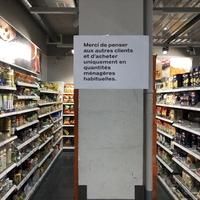 Merci de penser
aux autres clients
et d'acheter
uniquement en
quantités
ménagères
habituelles.